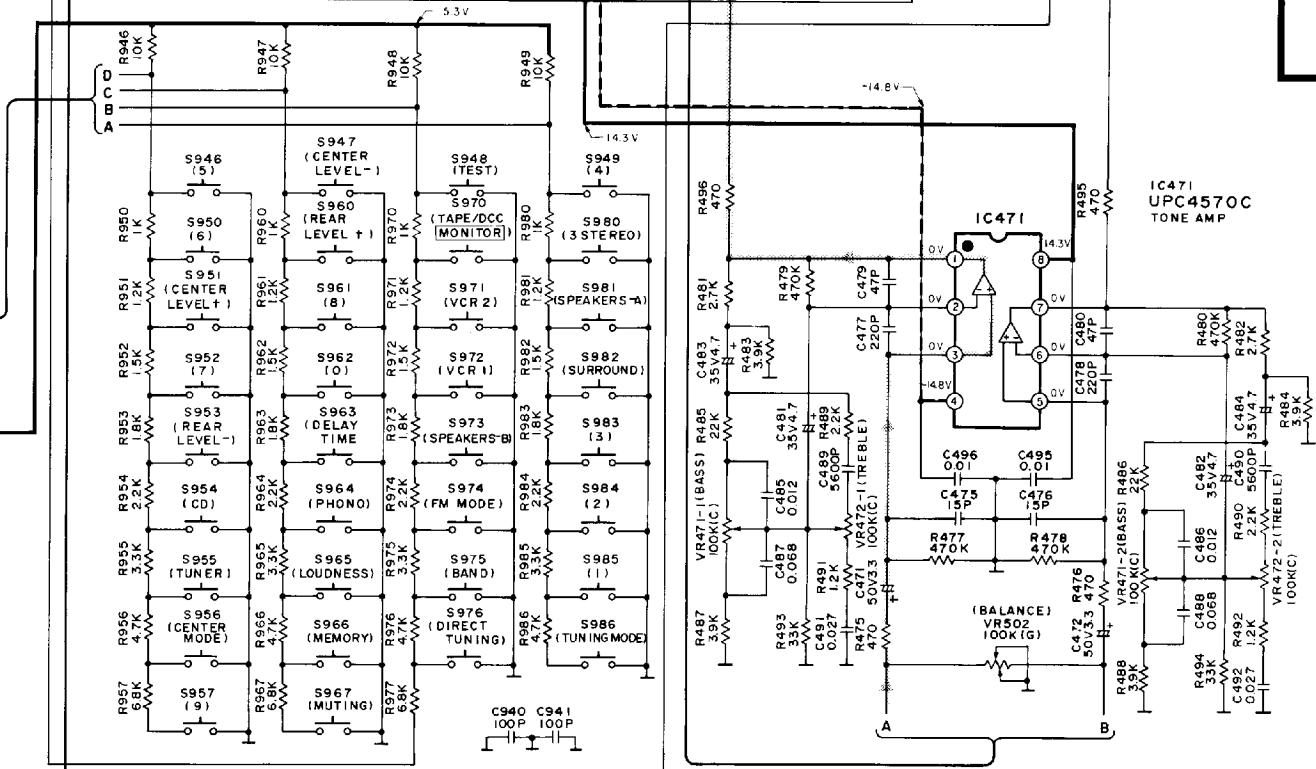 5.3V
R946
10K
R947
10K
R948
10K
R949
10K
D
C
B
A
-14.8V
14.3V
S946
(5)
S947
(CENTER
LEVEL-)
S948
(TEST)
S949
(4)
R950
1K
R960
1K
R970
1K
R980
1K
S950
(6)
S960
(REAR
LEVEL+)
S970
(TAPE/DCC
MONITOR)
S980
(3 STEREO)
R951
1.2K
R961
1.2K
R971
1.2K
R981
1.2K
S951
(CENTER
LEVEL+)
S961
(8)
S971
(VCR2)
S981
(SPEAKERS-A)
R952
1.5K
R962
1.5K
R972
1.5K
R982
1.5K
S952
(7)
S962
(0)
S972
(VCR1)
S982
(SURROUND)
R953
1.8K
R963
1.8K
R973
1.8K
R983
1.8K
S953
(REAR
LEVEL-)
S963
(DELAY
TIME
S973
(SPEAKERS-B)
S983
(3)
R954
2.2K
R964
2.2K
R974
2.2K
R984
2.2K
S954
(CD)
S964
(PHONO)
S974
(FM MODE)
S984
(2)
R955
3.3K
R965
3.3K
R975
3.3K
R985
3.3K
S955
(TUNER)
S965
(LOUDNESS)
S975
(BAND)
S985
(1)
R956
4.7K
R966
4.7K
R976
4.7K
R986
4.7K
S956
(CENTER
MODE)
S966
(MEMORY)
S976
(DIRECT
TUNING)
S986
(TUNING MODE)
R957
6.8K
R967
6.8K
R977
6.8K
S957
(9)
S967
(MUTING)
C940
100P
C941
100P
R496
470
R495
470
IC471
UPC4570C
TONE AMP
IC471
0V
1
8
14.3V
0V
2
7
0V
0V
3
6
0V
-14.8V
4
5
0V
R481
2.7K
R479
470K
C479
47P
C477
220P
C483
35V4.7
+
R483
3.9K
R485
22K
C481
35V4.7
+
R489
2.2K
C489
5600P
VR471-1(BASS)
100K(C)
VR472-1(TREBLE)
100K(C)
C485
0.012
C487
0.068
R487
3.9K
R493
33K
R491
1.2K
C491
0.027
C471
50V3.3
+
R475
470
C496
0.01
C495
0.01
C475
15P
C476
15P
R477
470K
R478
470K
(BALANCE)
VR502
100K(G)
R476
470
C472
50V3.3
+
A
B
C480
47P
C478
220P
R480
470K
R482
2.7K
C484
35V4.7
+
R484
3.9K
R486
22K
C482
35V4.7
+
C490
5600P
R490
2.2K
VR471-2(BASS)
100K(C)
VR472-2(TREBLE)
100K(C)
C486
0.012
C488
0.068
R488
3.9K
R494
33K
R492
1.2K
C492
0.027